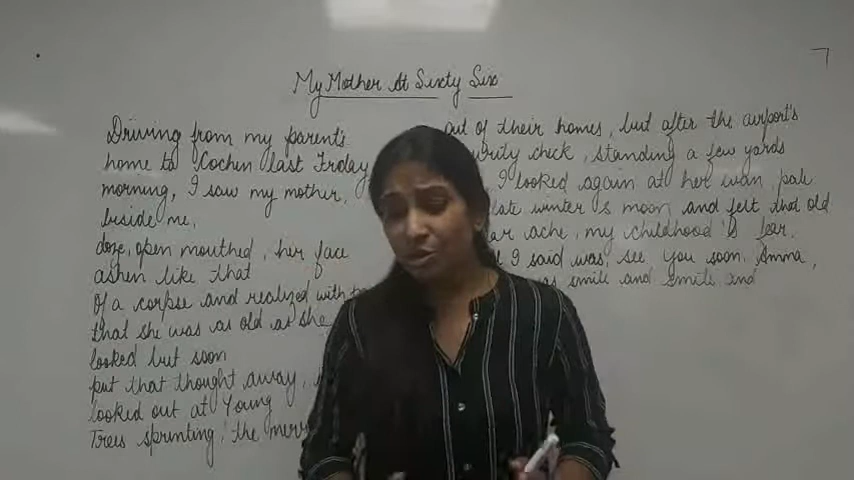 My Mother At Sixty Six
Driving from my parent's
home to Cochin last Friday
morning, I saw my mother,
beside me,
doze, open mouthed, her face
ashen like that
of a corpse and realized with
that she was as old as she
looked but soon
put that thought away,
looked out at Young
Trees sprinting, the merr
out of their homes, but after the airport's
check, standing a few yards
I looked again at her wan, pale
late winter's moon and felt that old
ache, my childhood's fear,
I said was, see you soon, Amma,
smile and smile and